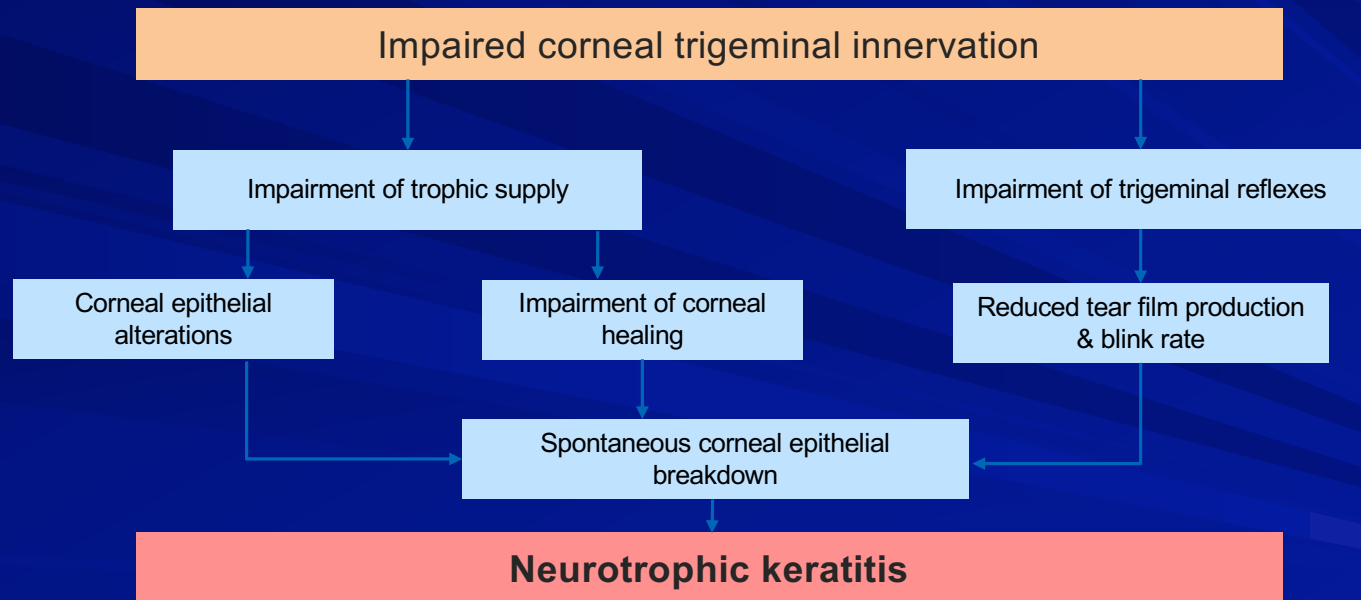 Impaired corneal trigeminal innervation
Impairment of trophic supply
Impairment of trigeminal reflexes
Corneal epithelial
alterations
Impairment of corneal
healing
Reduced tear film production
& blink rate
Spontaneous corneal epithelial
breakdown
Neurotrophic keratitis